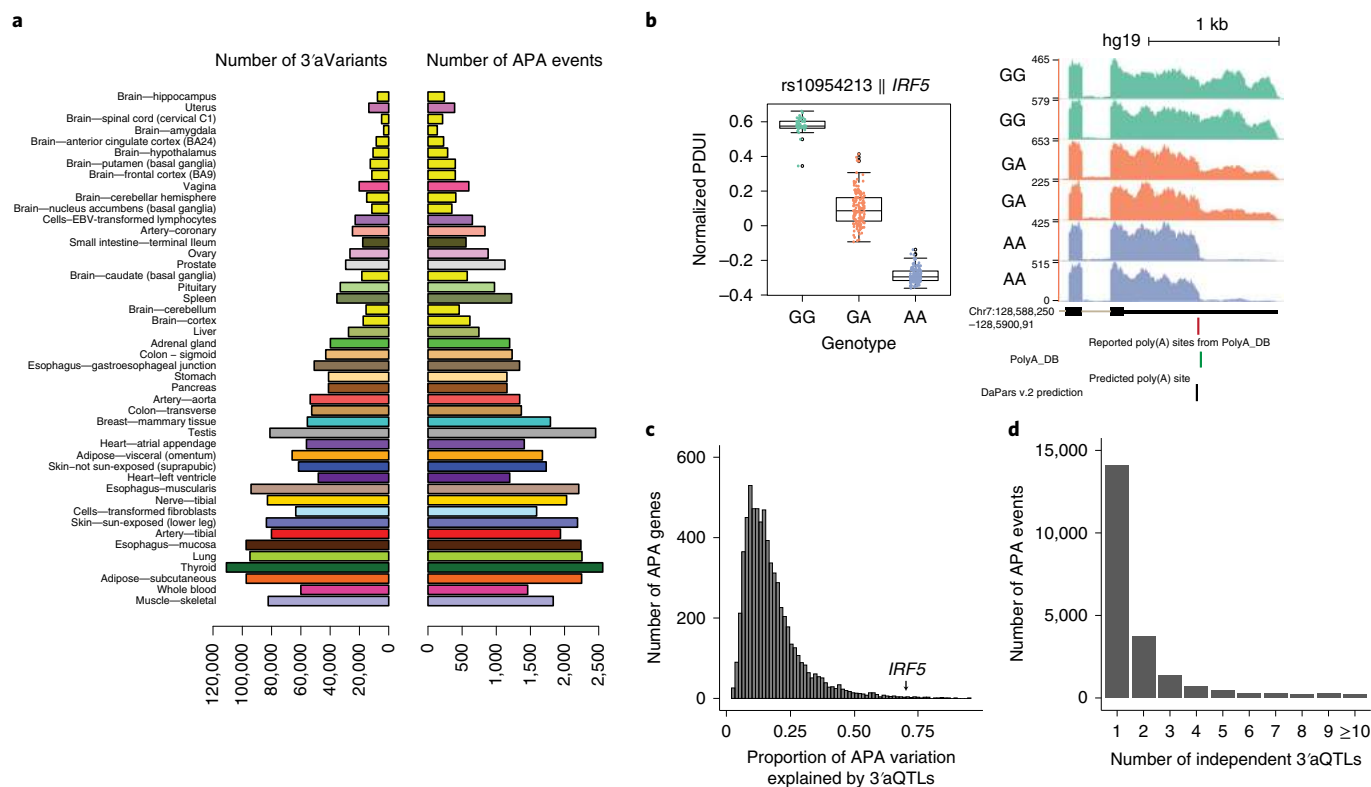 a
Number of 3′aVariants
Number of APA events
Brain—hippocampus
Uterus
Brain—spinal cord (cervical C1)
Brain—amygdala
Brain—anterior cingulate cortex (BA24)
Brain—hypothalamus
Brain—putamen (basal ganglia)
Brain—frontal cortex (BA9)
Vagina
Brain—cerebellar hemisphere
Brain—nucleus accumbens (basal ganglia)
Cells–EBV-transformed lymphocytes
Artery—coronary
Small intestine—terminal Ileum
Ovary
Prostate
Brain—caudate (basal ganglia)
Pituitary
Spleen
Brain—cerebellum
Brain—cortex
Liver
Adrenal gland
Colon – sigmoid
Esophagus—gastroesophageal junction
Stomach
Pancreas
Artery—aorta
Colon—transverse
Breast—mammary tissue
Testis
Heart—atrial appendage
Adipose—visceral (omentum)
Skin–not sun-exposed (suprapubic)
Heart–left ventricle
Esophagus–muscularis
Nerve—tibial
Cells—transformed fibroblasts
Skin—sun-exposed (lower leg)
Artery—tibial
Esophagus—mucosa
Lung
Thyroid
Adipose—subcutaneous
Whole blood
Muscle—skeletal
120,000
100,000
80,000
60,000
40,000
20,000
0
0
500
1,000
1,500
2,000
2,500
b
rs10954213 || IRF5
Normalized PDUI
0.6
0.4
0.2
0
−0.2
−0.4
GG GA AA
Genotype
1 kb
hg19
465
GG
579
GG
653
GA
225
GA
425
AA
515
AA
0
Chr7:128,588,250
−128,5900,91
Reported poly(A) sites from PolyA_DB
PolyA_DB
Predicted poly(A) site
DaPars v.2 prediction
c
Number of APA genes
600
400
200
0
IRF5
0 0.25 0.50 0.75
Proportion of APA variation
explained by 3′aQTLs
d
Number of APA events
15,000
10,000
5,000
0
1 2 3 4 5 6 7 8 9 ≥10
Number of independent 3′aQTLs